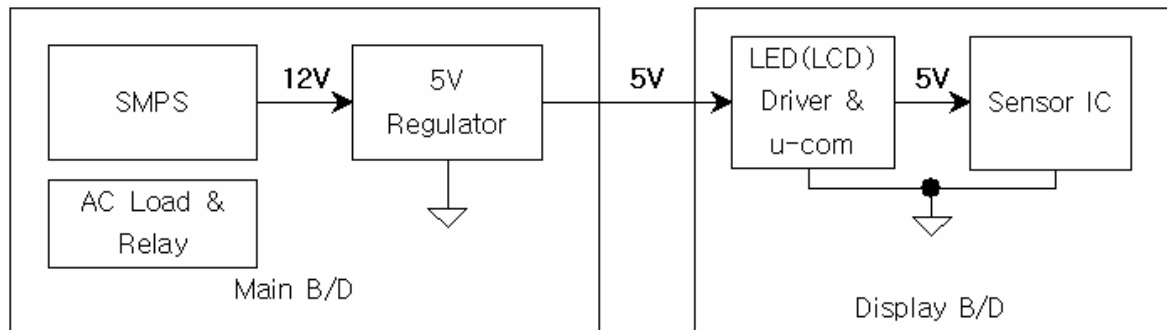 SMPS
12V
5V
Regulator
5V
LED(LCD)
Driver &
u-com
5V
Sensor IC
AC Load &
Relay
Main B/D
Display B/D